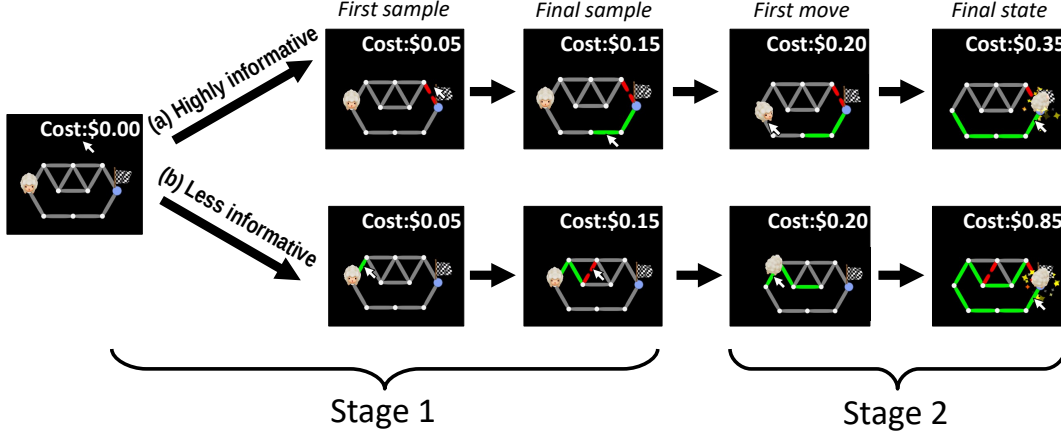 First sample
Final sample
First move
Final state
Cost:$0.05
Cost:$0.15
Cost:$0.20
Cost:$0.35
(a) Highly informative
Cost:$0.00
(b) Less informative
Cost:$0.05
Cost:$0.15
Cost:$0.20
Cost:$0.85
Stage 1
Stage 2